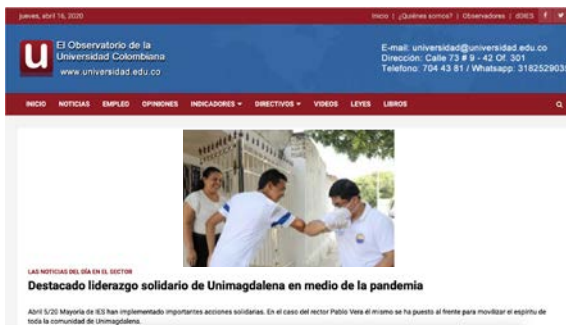 jueves, abril 16, 2020
Inicio | ¿Quiénes somos? | Observadores | dDIES
El Observatorio de la
Universidad Colombiana
www.universidad.edu.co
E-mail: universidad@universidad.edu.co
Dirección: Calle 73 # 9 - 42 Of. 301
Telefono: 704 43 81 / Whatsapp: 318252903
INICIO NOTICIAS EMPLEO OPINIONES INDICADORES DIRECTIVOS VIDEOS LEYES LIBROS
LAS NOTICIAS DEL DÍA EN EL SECTOR
Destacado liderazgo solidario de Unimagdalena en medio de la pandemia
Abril 5/20 Mayoría de IES han implementado importantes acciones solidarias. En el caso del rector Pablo Vera él mismo se ha puesto al frente para movilizar el espíritu de
toda la comunidad de Unimagdalena.